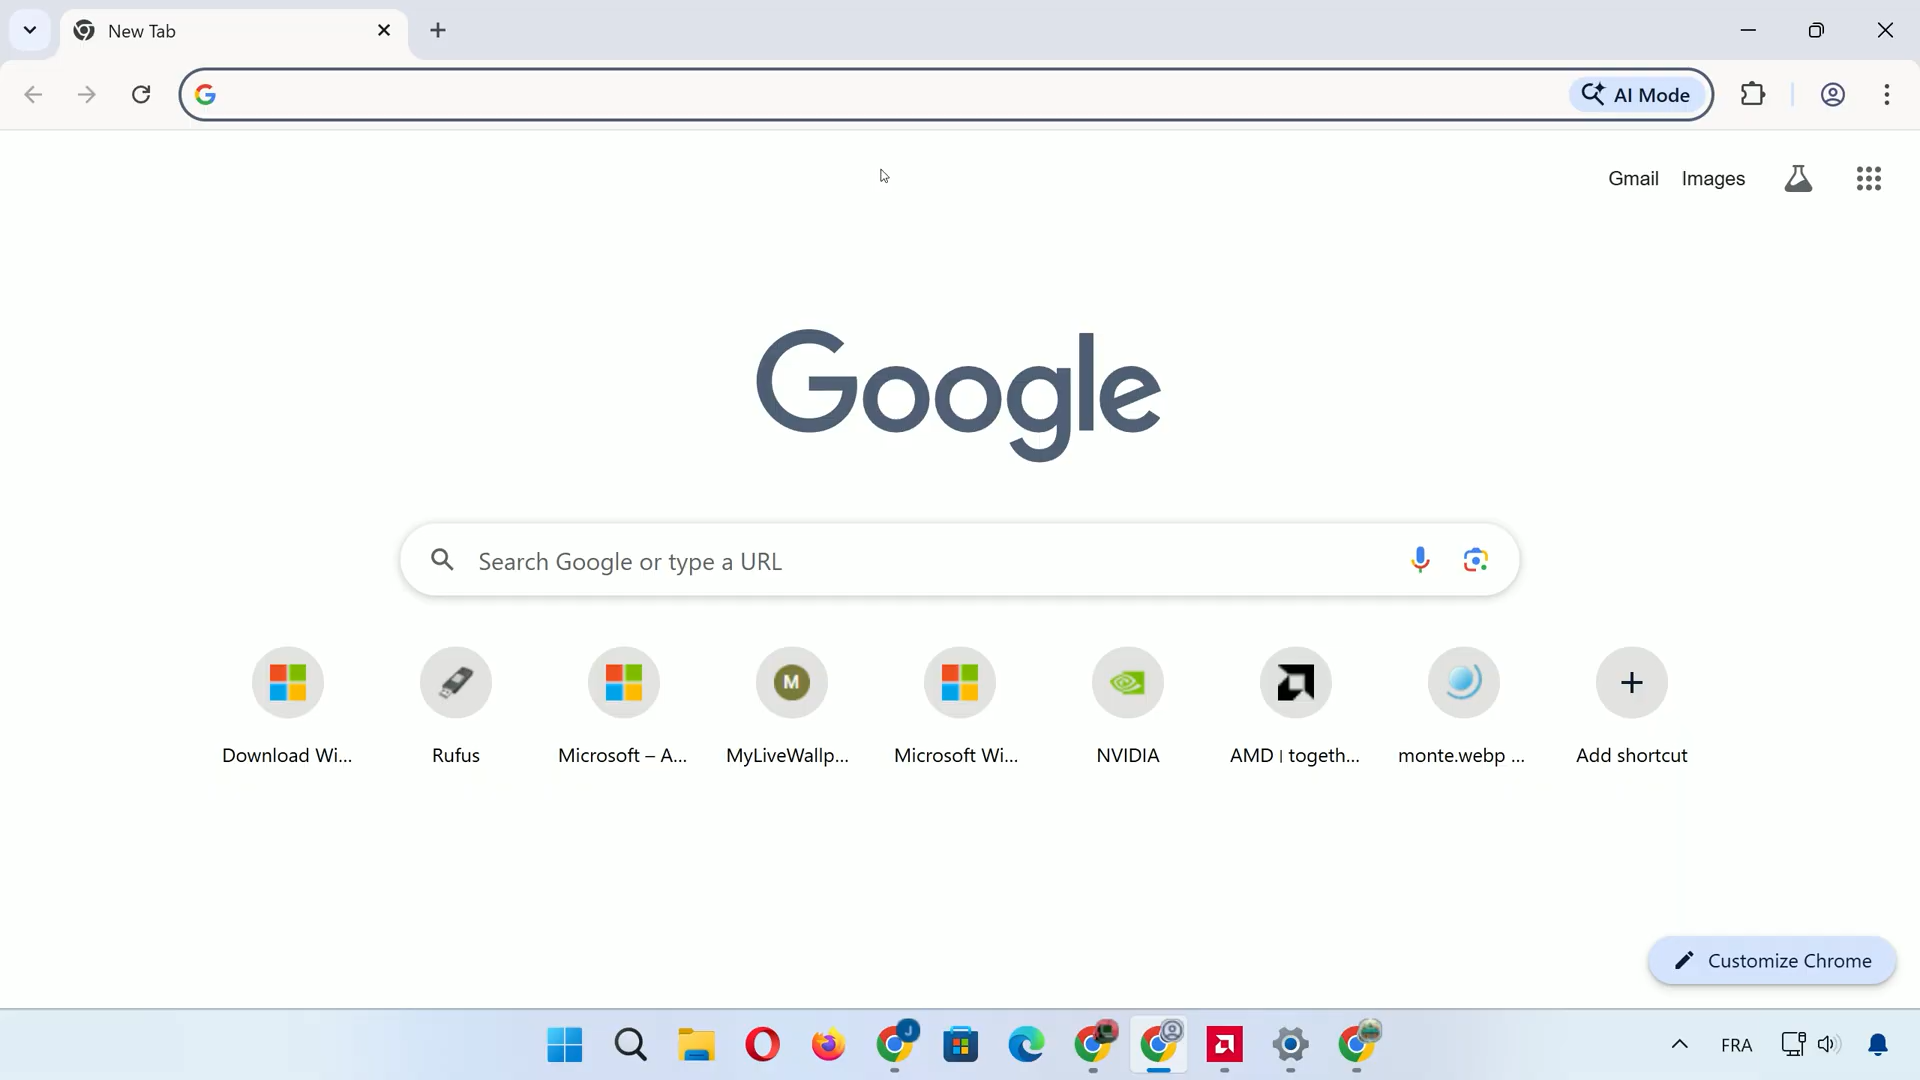 New Tab
AI Mode
Gmail Images
Google
Search Google or type a URL
M
Download Wi...
Rufus
Microsoft – A...
MyLiveWallp...
Microsoft Wi...
NVIDIA
AMD | togeth...
monte.webp ...
Add shortcut
Customize Chrome
J
FRA